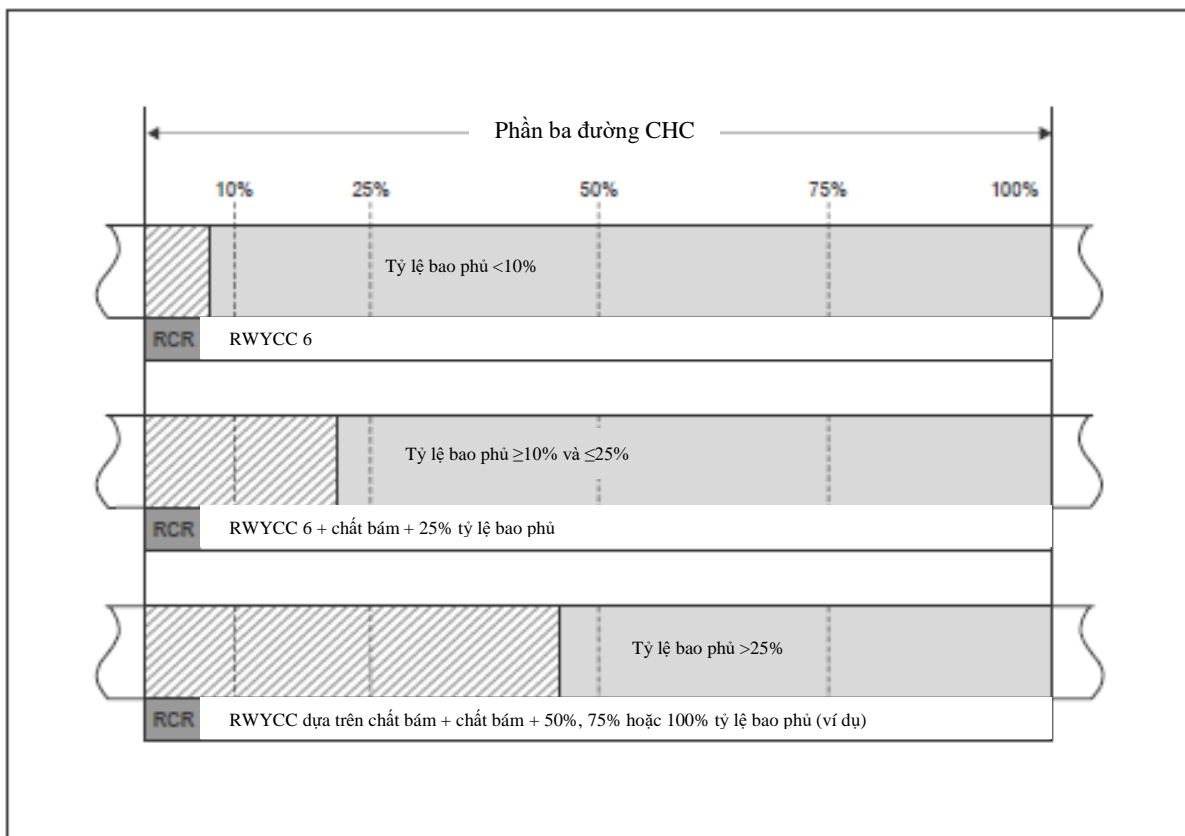 Phần ba đường CHC
10% 25% 50% 75% 100%
Tỷ lệ bao phủ <10%
RCR RWYCC 6
Tỷ lệ bao phủ ≥10% và ≤25%
RCR RWYCC 6 + chất bám + 25% tỷ lệ bao phủ
Tỷ lệ bao phủ >25%
RCR RWYCC dựa trên chất bám + chất bám + 50%, 75% hoặc 100% tỷ lệ bao phủ (ví dụ)